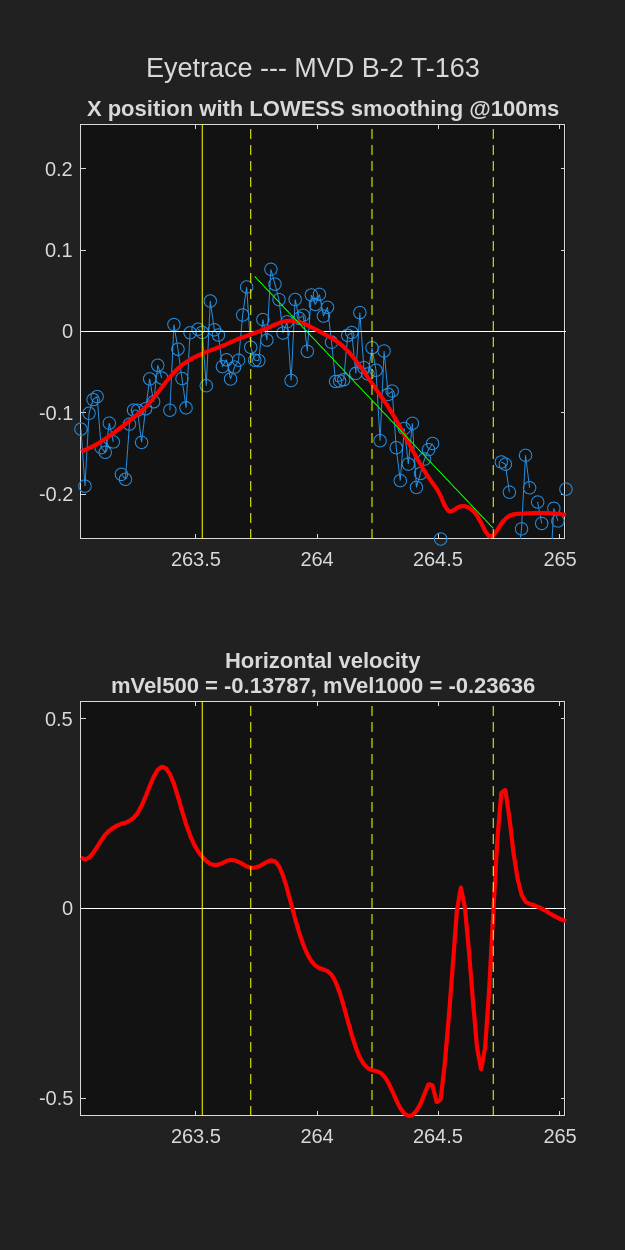 Eyetrace --- MVD B-2 T-163
X position with LOWESS smoothing @100ms
0.2
0.1
0
-0.1
-0.2
263.5 264 264.5 265
Horizontal velocity
mVel500 = -0.13787, mVel1000 = -0.23636
0.5
0
-0.5
263.5 264 264.5 265